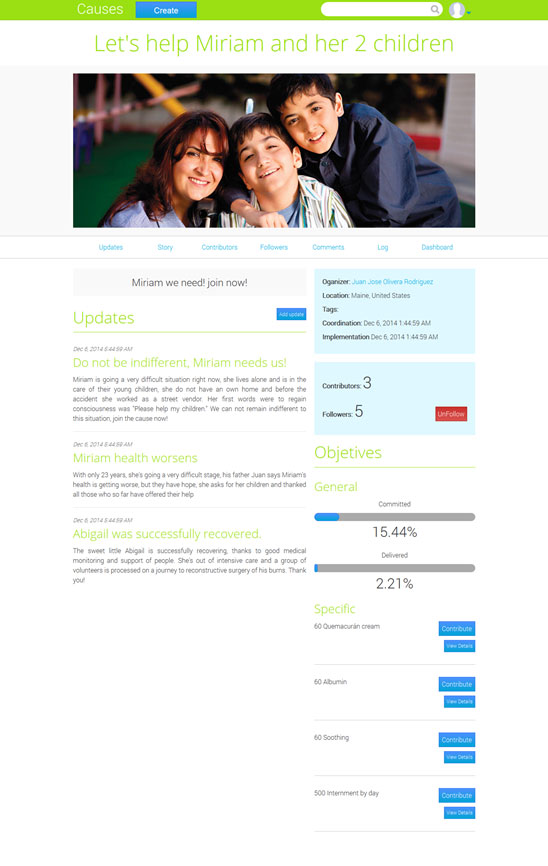 Causes
Create
Let's help Miriam and her 2 children
Updates Story Contributors Followers Comments Log Dashboard
Miriam we need! join now!
Updates
Add update
Dec 6, 2014 5:44:59 AM
Do not be indifferent, Miriam needs us!
Miriam is going a very difficult situation right now, she lives alone and is in the
care of their young children, she do not have an own home and before the
accident she worked as a street vendor. Her first words were to regain
consciousness was "Please help my children." We can not remain indifferent to
this situation, join the cause now!
Dec 6, 2014 5:44:59 AM
Miriam health worsens
With only 23 years, she's going a very difficult stage, his father Juan says Miriam's
health is getting worse, but they have hope, she asks for her children and thanked
all those who so far have offered their help
Dec 6, 2014 5:44:59 AM
Abigail was successfully recovered.
The sweet little Abigail is successfully recovering, thanks to good medical
monitoring and support of people. She's out of intensive care and a group of
volunteers is processed on a journey to reconstructive surgery of his burns. Thank
you!
Oganizer: Juan Jose Olivera Rodriguez
Location: Maine, United States
Tags:
Coordination: Dec 6, 2014 1:44:59 AM
Implementation Dec 6, 2014 1:44:59 AM
Contributors: 3
Followers: 5
UnFollow
Objetives
General
Committed
15.44%
Delivered
2.21%
Specific
60 Quemacurán cream
Contribute
View Details
60 Albumin
Contribute
View Details
60 Soothing
Contribute
View Details
500 Internment by day
Contribute
View Details